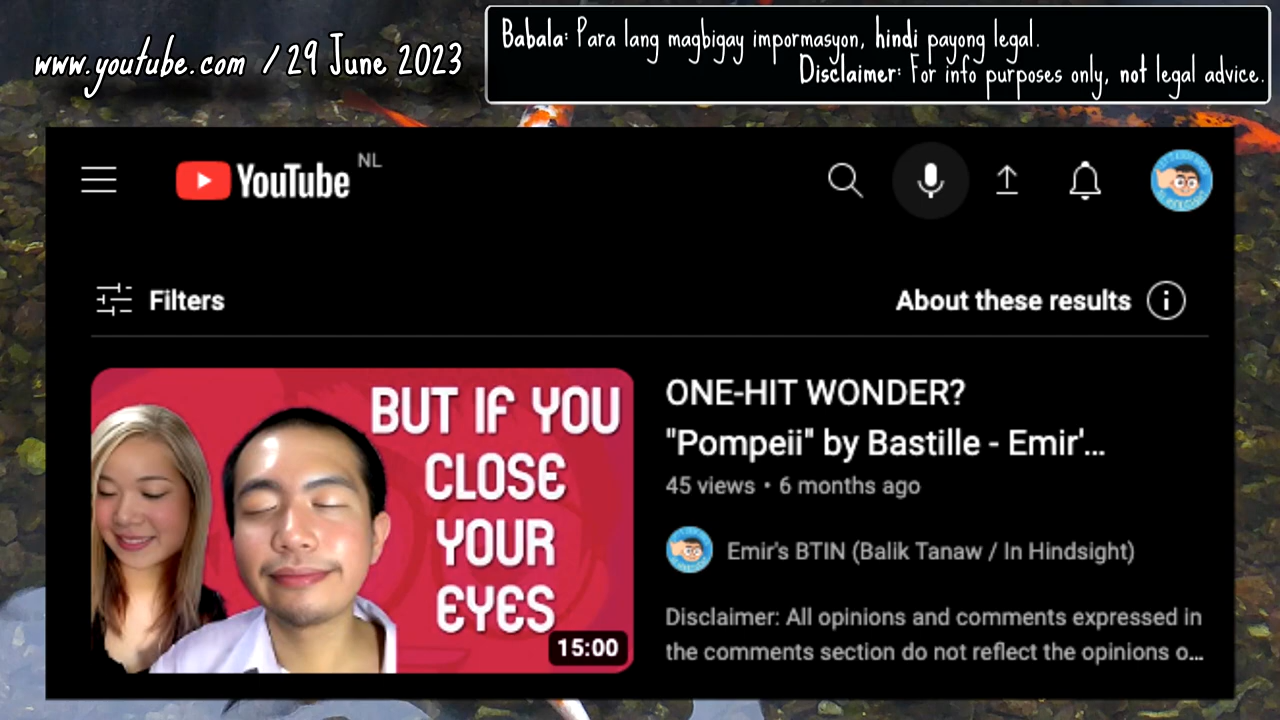 www.youtube.com / 29 June 2023
Babala: Para lang magbigay impormasyon, hindi payong legal.
Disclaimer: For info purposes only, not legal advice.
YouTube NL
Filters
About these results
BUT IF YOU
CLOSE
YOUR
EYES
15:00
ONE-HIT WONDER?
"Pompeii" by Bastille - Emir'...
45 views • 6 months ago
Emir's BTIN (Balik Tanaw / In Hindsight)
Disclaimer: All opinions and comments expressed in
the comments section do not reflect the opinions o...